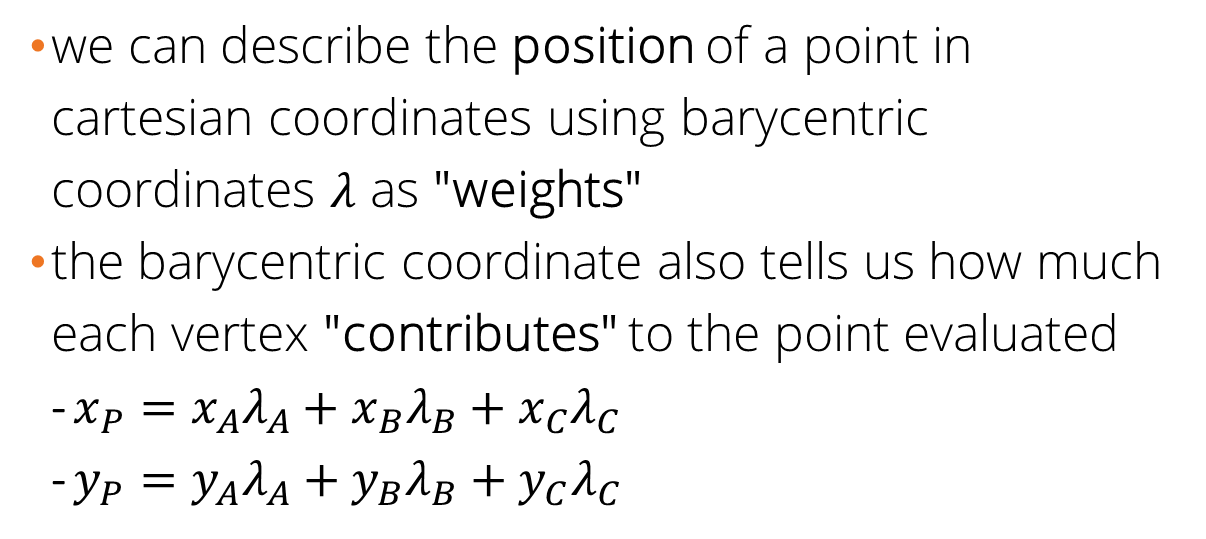 •we can describe the position of a point in
cartesian coordinates using barycentric
coordinates λ as "weights"
•the barycentric coordinate also tells us how much
each vertex "contributes" to the point evaluated
- x_P = x_Aλ_A + x_Bλ_B + x_Cλ_C
- y_P = y_Aλ_A + y_Bλ_B + y_Cλ_C